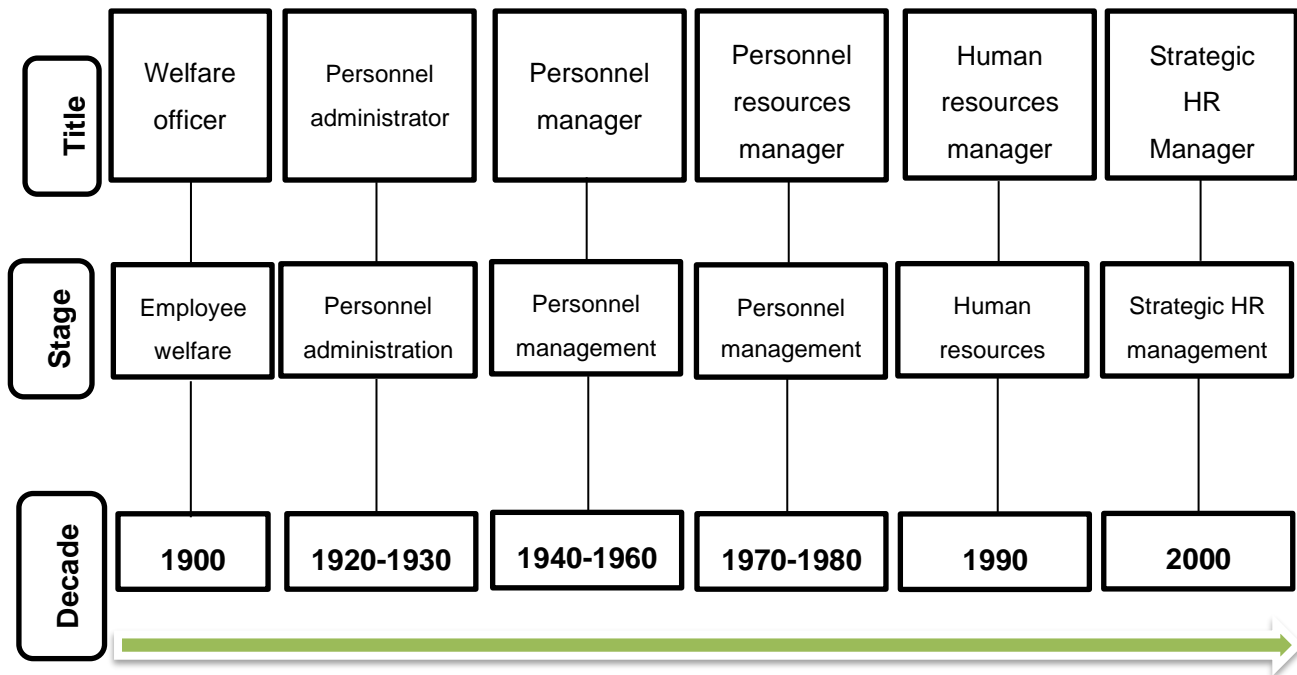 Title
Welfare
officer
Personnel
administrator
Personnel
manager
Personnel
resources
manager
Human
resources
manager
Strategic
HR
Manager
Stage
Employee
welfare
Personnel
administration
Personnel
management
Personnel
management
Human
resources
Strategic HR
management
Decade
1900
1920-1930
1940-1960
1970-1980
1990
2000